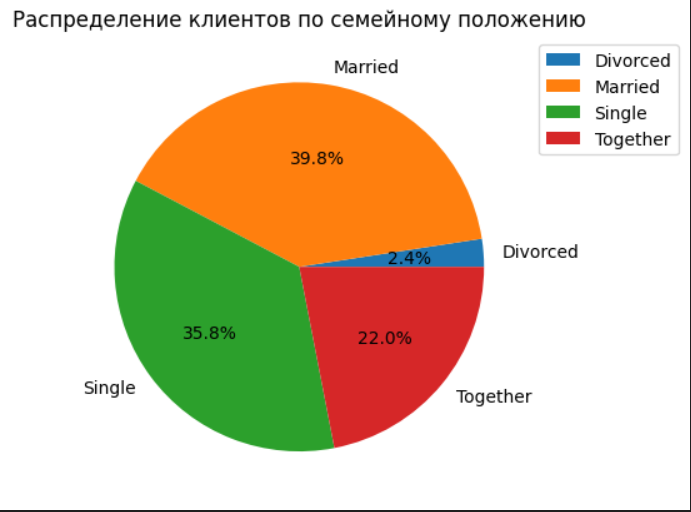 Распределение клиентов по семейному положению
Divorced
Married
Single
Together
Married
39.8%
Divorced
2.4%
35.8%
22.0%
Single
Together